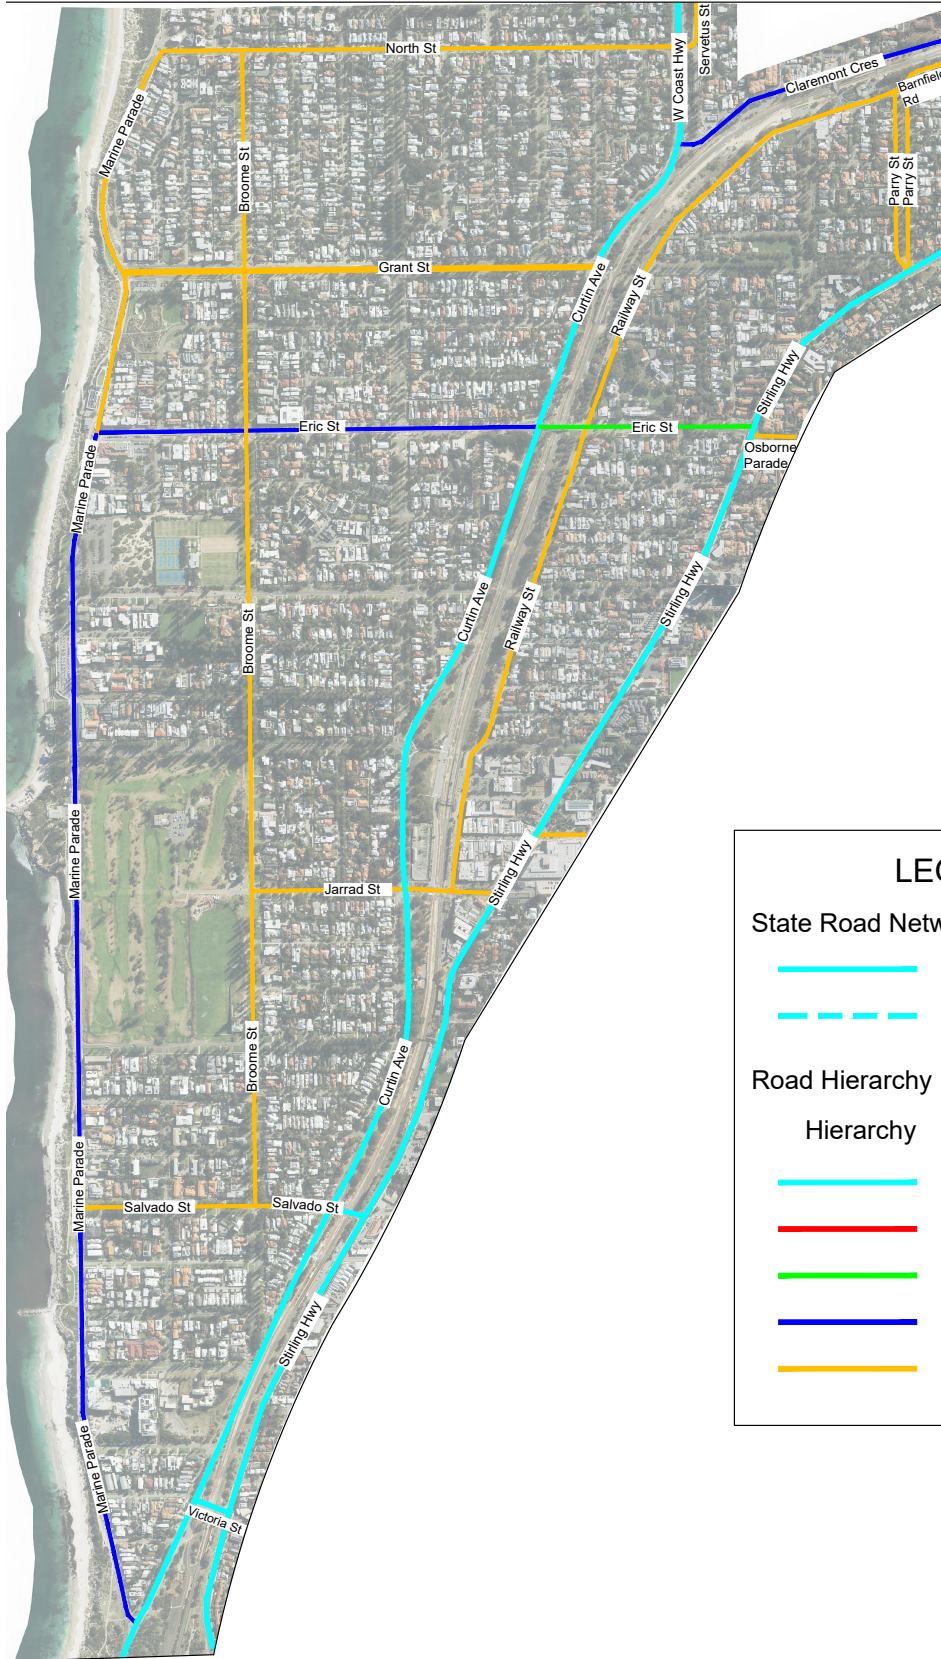 North St
W Coast Hwy
Servetus St
Claremont Cres
Barnfield
Rd
Marine Parade
Broome St
Parry St
Parry St
Grant St
Curtin Ave
Railway St
Stirling Hwy
Eric St
Eric St
Osborne
Parade
Marine Parade
Curtin Ave
Railway St
Stirling Hwy
Broome St
Marine Parade
Stirling Hwy
Jarrad St
LEG
State Road Netw
Broome St
Curtin Ave
Road Hierarchy
Hierarchy
Marine Parade
Salvado St
Salvado St
Stirling Hwy
Marine Parade
Victoria St